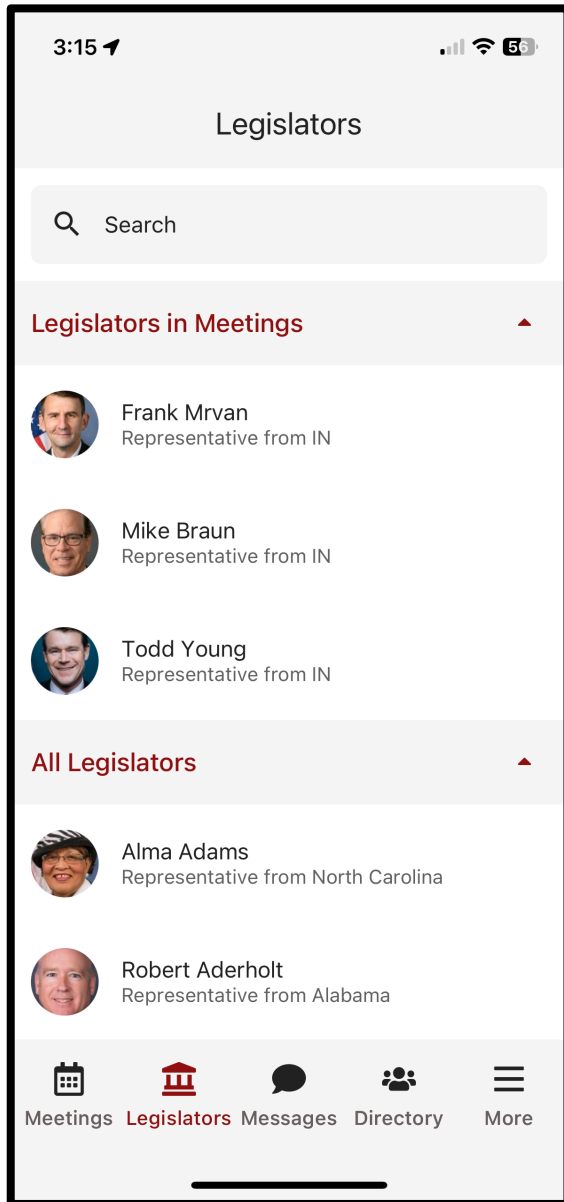 3:15
56
Legislators
Search
Legislators in Meetings
Frank Mrvan
Representative from IN
Mike Braun
Representative from IN
Todd Young
Representative from IN
All Legislators
Alma Adams
Representative from North Carolina
Robert Aderholt
Representative from Alabama
Meetings Legislators Messages Directory More